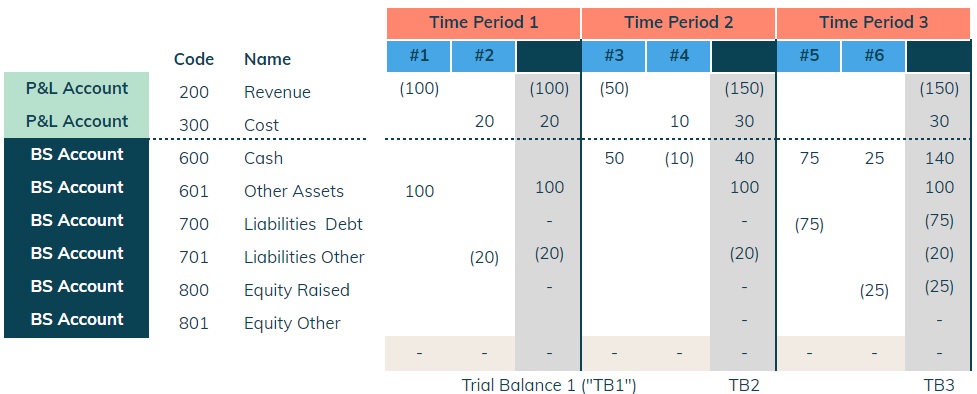 Time Period 1 Time Period 2 Time Period 3
Code Name #1 #2 #3 #4 #5 #6
P&L Account 200 Revenue (100) (100) (50) (150) (150)
P&L Account 300 Cost 20 20 10 30 30
BS Account 600 Cash 50 (10) 40 75 25 140
BS Account 601 Other Assets 100 100 100 100
BS Account 700 Liabilities Debt - - (75) (75)
BS Account 701 Liabilities Other (20) (20) (20) (20)
BS Account 800 Equity Raised - - (25) (25)
BS Account 801 Equity Other - -
- - - - - - - - -
Trial Balance 1 ("TB1") TB2 TB3